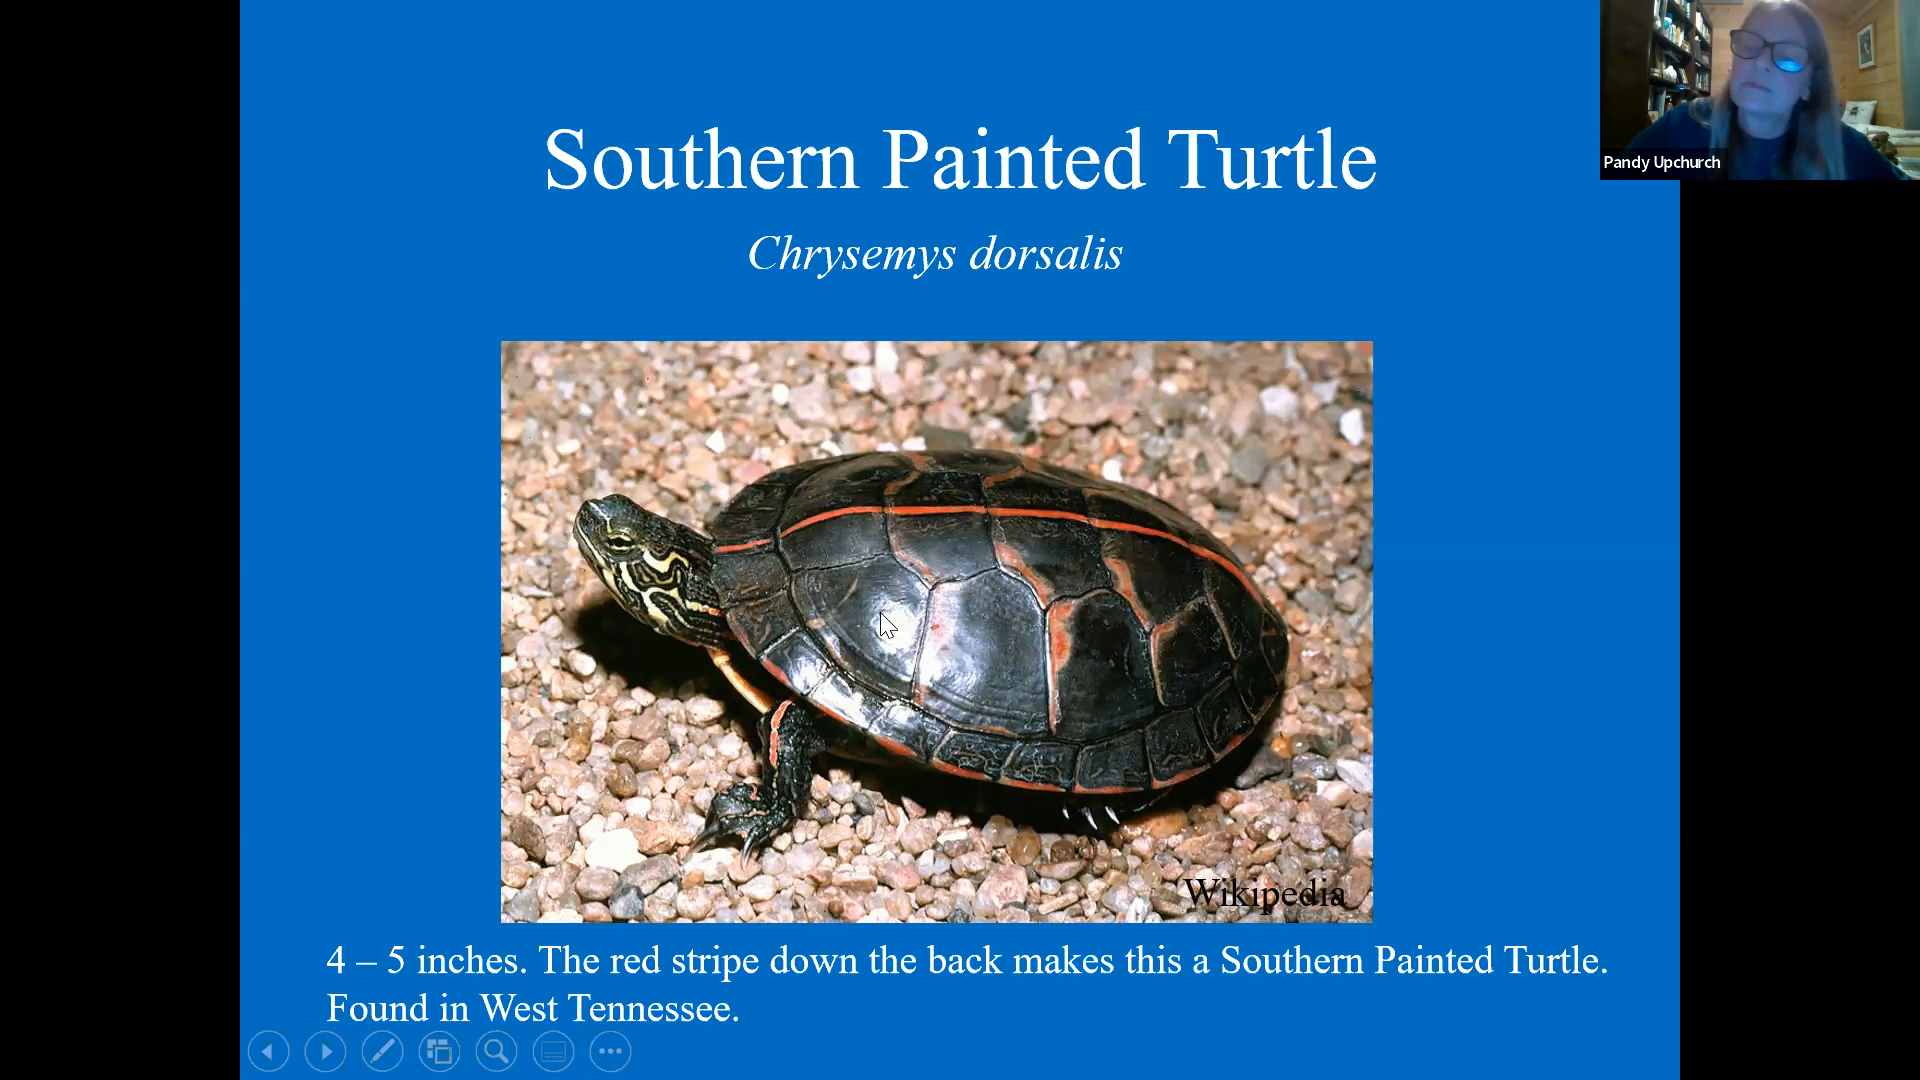 Southern Painted Turtle
Pandy Upchurch
Chrysemys dorsalis
Wikipedia
4 – 5 inches. The red stripe down the back makes this a Southern Painted Turtle.
Found in West Tennessee.